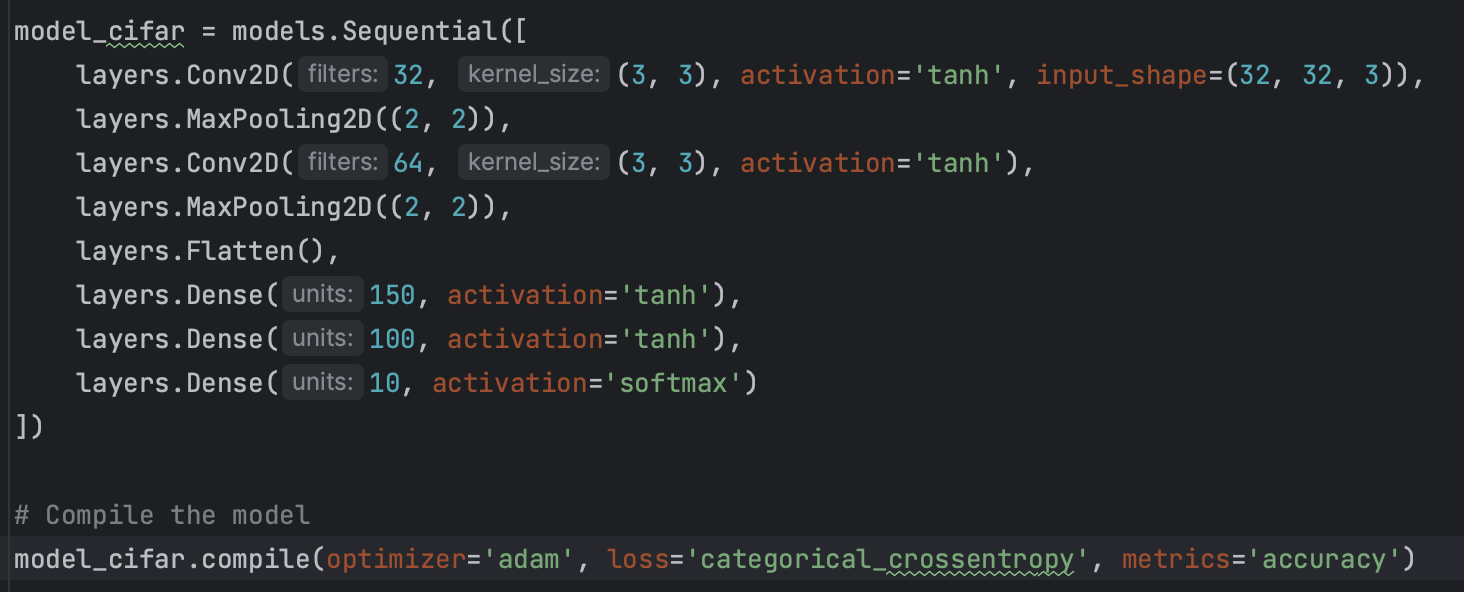 model_cifar = models.Sequential([
    layers.Conv2D( filters: 32, kernel_size: (3, 3), activation='tanh', input_shape=(32, 32, 3)),
    layers.MaxPooling2D((2, 2)),
    layers.Conv2D( filters: 64, kernel_size: (3, 3), activation='tanh'),
    layers.MaxPooling2D((2, 2)),
    layers.Flatten(),
    layers.Dense( units: 150, activation='tanh'),
    layers.Dense( units: 100, activation='tanh'),
    layers.Dense( units: 10, activation='softmax')
])
# Compile the model
model_cifar.compile(optimizer='adam', loss='categorical_crossentropy', metrics='accuracy')